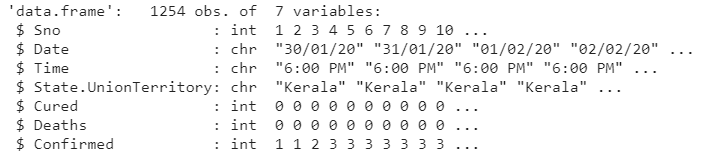 'data.frame':   1254 obs. of  7 variables:
 $ Sno                 : int  1 2 3 4 5 6 7 8 9 10 ...
 $ Date                : chr  "30/01/20" "31/01/20" "01/02/20" "02/02/20" ...
 $ Time                : chr  "6:00 PM" "6:00 PM" "6:00 PM" "6:00 PM" ...
 $ State.UnionTerritory: chr  "Kerala" "Kerala" "Kerala" "Kerala" ...
 $ Cured               : int  0 0 0 0 0 0 0 0 0 0 ...
 $ Deaths              : int  0 0 0 0 0 0 0 0 0 0 ...
 $ Confirmed           : int  1 1 2 3 3 3 3 3 3 3 ...